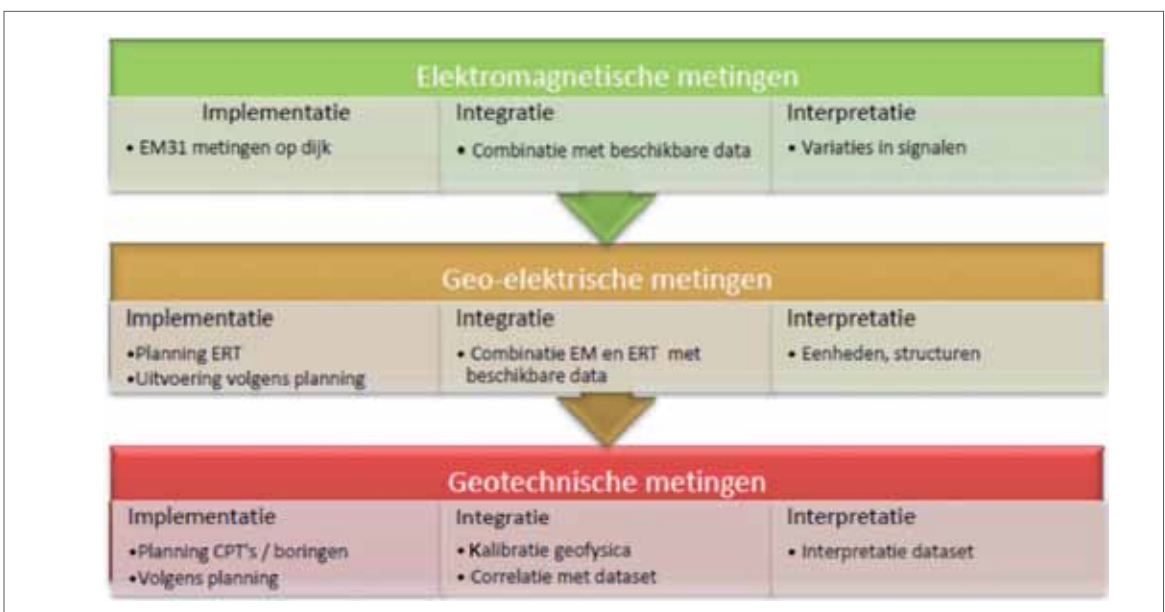 Elektromagnetische metingen
Implementatie
• EM31 metingen op dijk
Integratie
• Combinatie met beschikbare data
Interpretatie
• Variaties in signalen
Geo-elektrische metingen
Implementatie
•Planning ERT
•Uitvoering volgens planning
Integratie
• Combinatie EM en ERT met
beschikbare data
Interpretatie
• Eenheden, structuren
Geotechnische metingen
Implementatie
•Planning CPT's / boringen
•Volgens planning
Integratie
• Kalibratie geofysica
• Correlatie met dataset
Interpretatie
• Interpretatie dataset